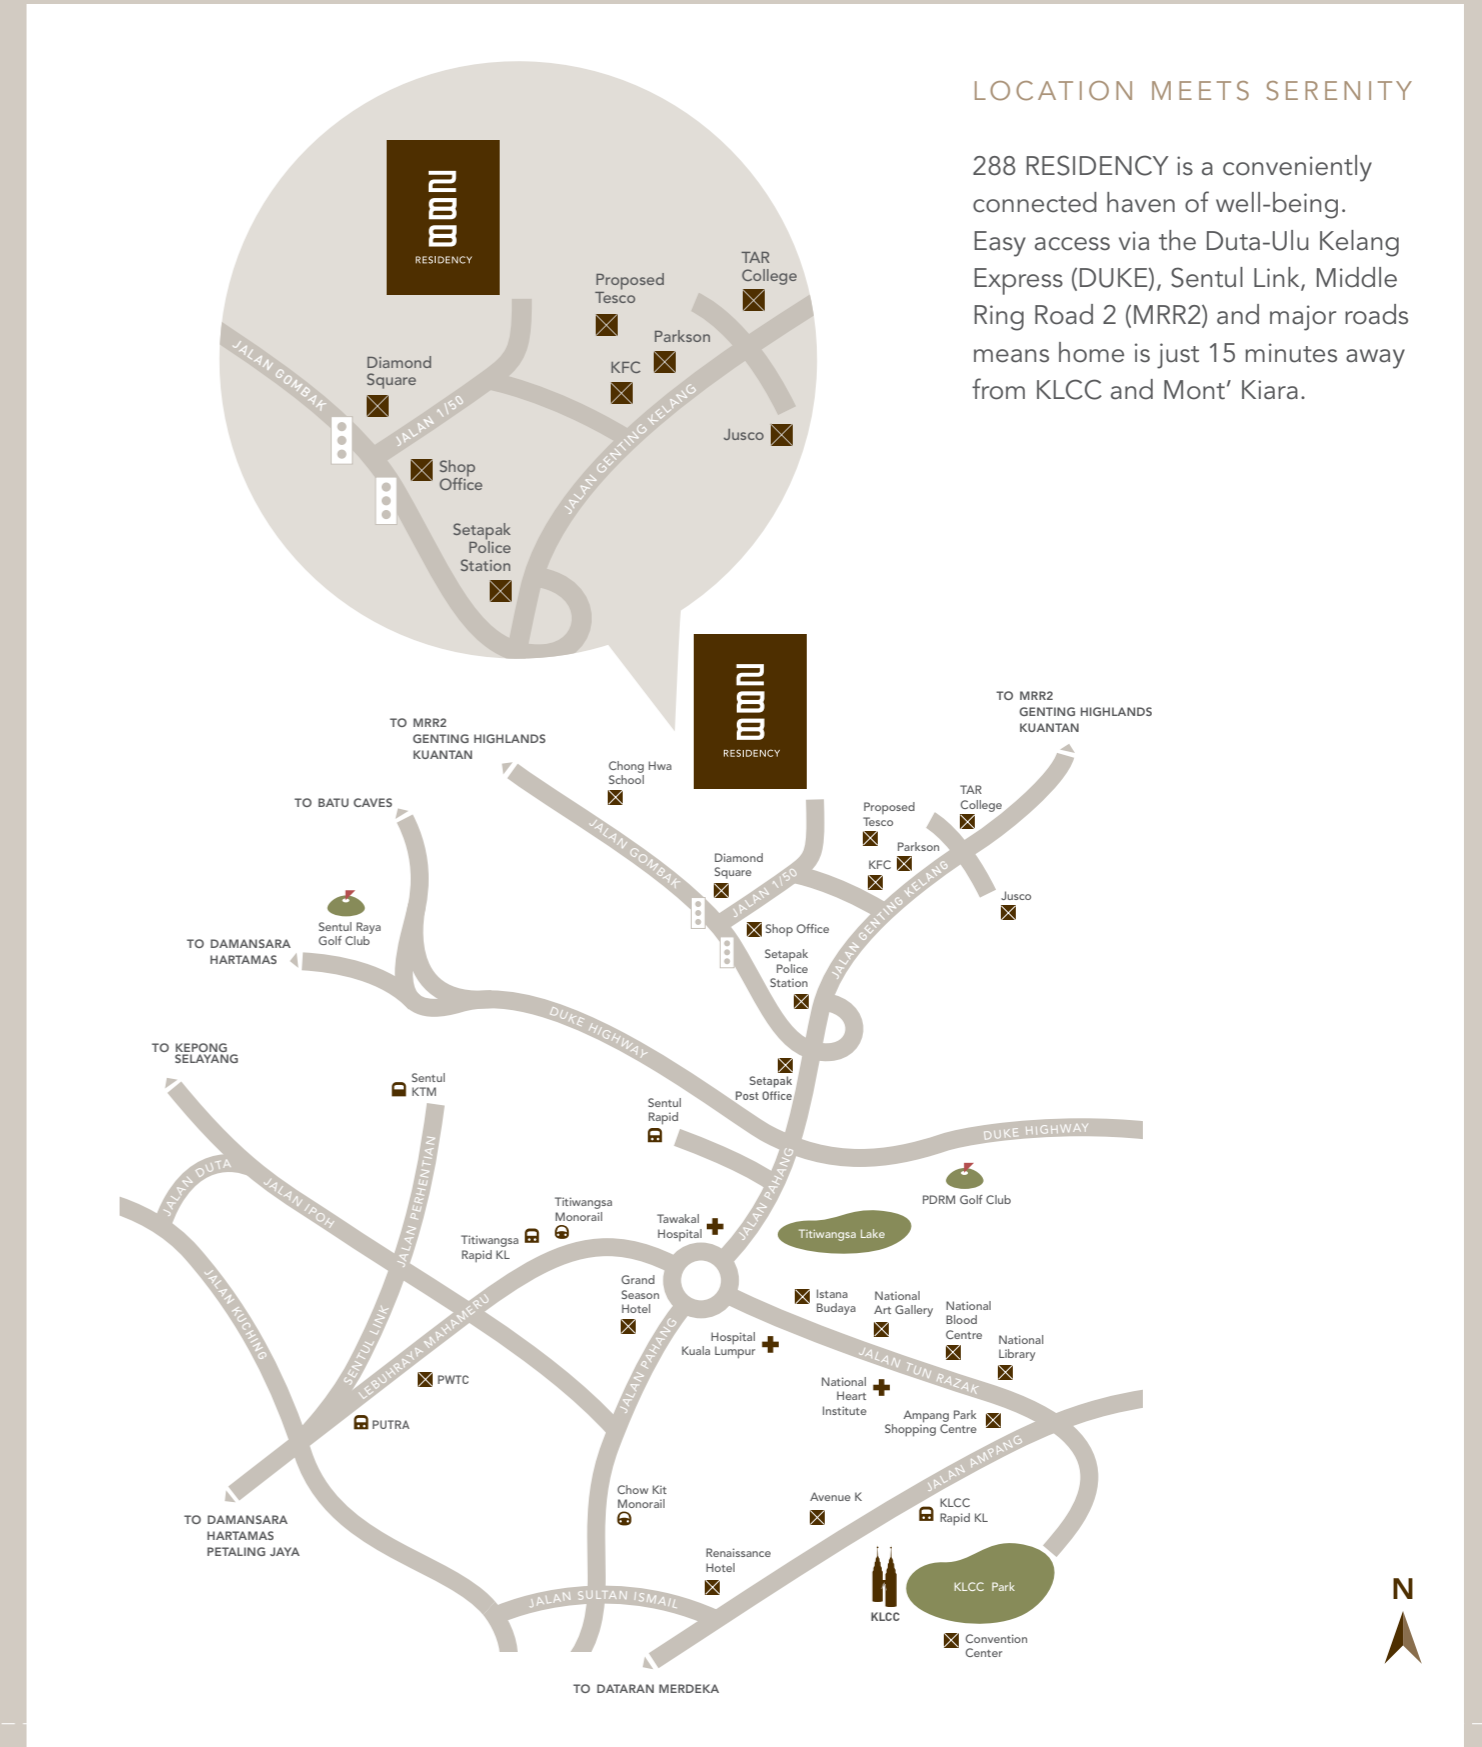 LOCATION MEETS SERENITY
288 RESIDENCY is a conveniently
connected haven of well-being.
Easy access via the Duta-Ulu Kelang
Express (DUKE), Sentul Link, Middle
Ring Road 2 (MRR2) and major roads
means home is just 15 minutes away
from KLCC and Mont’ Kiara.
288
RESIDENCY
TAR
College
Proposed
Tesco
Parkson
KFC
Diamond
Square
JALAN GOMBAK
JALAN 1/50
JALAN GENTING KELANG
Jusco
Shop
Office
Setapak
Police
Station
288
RESIDENCY
TO MRR2
GENTING HIGHLANDS
KUANTAN
TO MRR2
GENTING HIGHLANDS
KUANTAN
Chong Hwa
School
TO BATU CAVES
JALAN GOMBAK
Proposed
Tesco
TAR
College
Parkson
KFC
Diamond
Square
JALAN 1/50
JALAN GENTING KELANG
Jusco
Sentul Raya
Golf Club
Shop Office
TO DAMANSARA
HARTAMAS
Setapak
Police
Station
DUKE HIGHWAY
TO KEPONG
SELAYANG
Sentul
KTM
Setapak
Post Office
Sentul
Rapid
DUKE HIGHWAY
JALAN DUTA
JALAN IPOH
JALAN PERHENTIAN
JALAN PAHANG
PDRM Golf Club
Titiwangsa
Monorail
Titiwangsa
Rapid KL
Tawakal
Hospital
Titiwangsa Lake
JALAN KUCHING
SENTUL LINK
LEBUHRAYA MAHAMERU
Grand
Season
Hotel
Istana
Budaya
National
Art Gallery
National
Blood
Centre
National
Library
Hospital
Kuala Lumpur
JALAN PAHANG
JALAN TUN RAZAK
PWTC
National
Heart
Institute
Ampang Park
Shopping Centre
PUTRA
JALAN AMPANG
Chow Kit
Monorail
Avenue K
KLCC
Rapid KL
TO DAMANSARA
HARTAMAS
PETALING JAYA
Renaissance
Hotel
JALAN SULTAN ISMAIL
KLCC Park
KLCC
N
Convention
Center
TO DATARAN MERDEKA